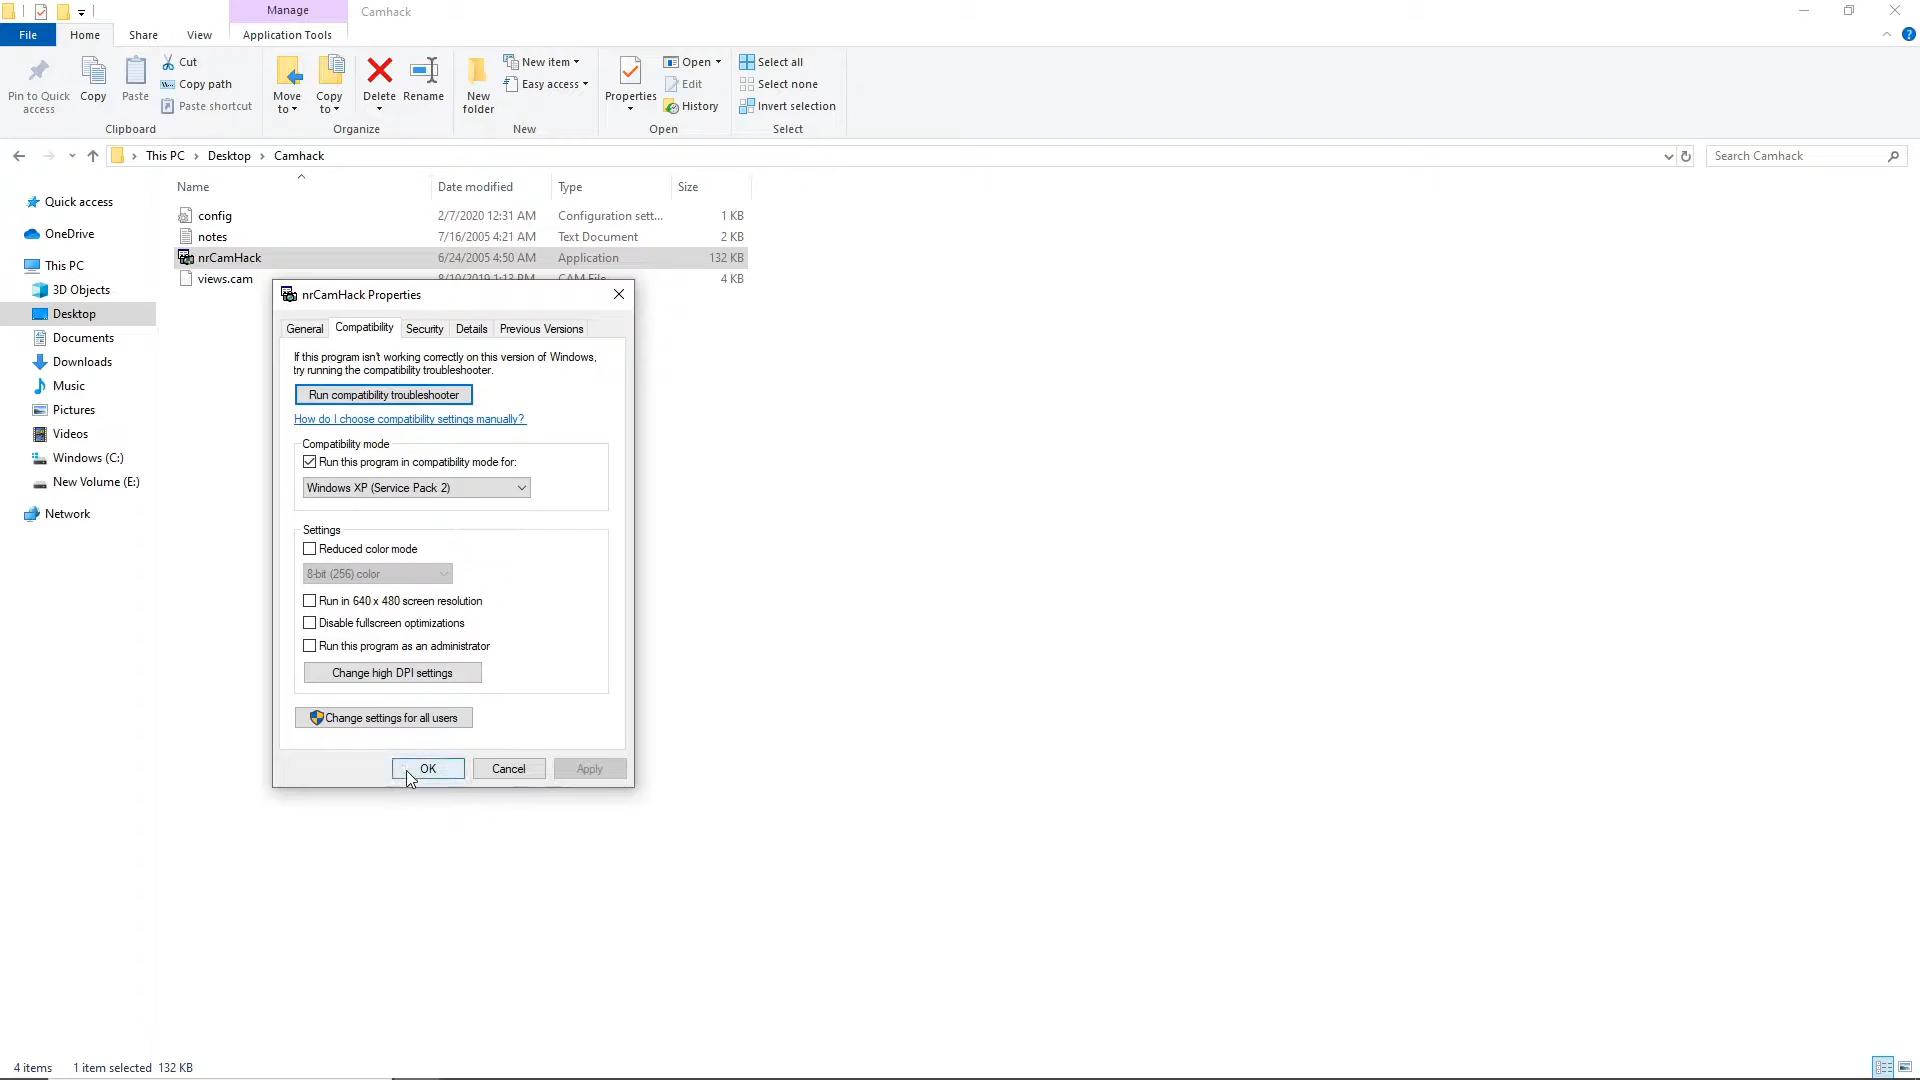 Manage
Camhack
File
Home
Share
View
Application Tools
Pin to Quick access
Copy
Paste
Cut
Copy path
Paste shortcut
Clipboard
Move to
Copy to
Delete
Rename
Organize
New folder
New item
Easy access
New
Properties
Open
Edit
History
Open
Select all
Select none
Invert selection
Select
This PC > Desktop > Camhack
Search Camhack
Name
Date modified
Type
Size
config 2/7/2020 12:31 AM Configuration sett... 1 KB
notes 7/16/2005 4:21 AM Text Document 2 KB
nrCamHack 6/24/2005 4:50 AM Application 132 KB
views.cam 8/10/2019 1:13 PM CAM File 4 KB
Quick access
OneDrive
This PC
3D Objects
Desktop
Documents
Downloads
Music
Pictures
Videos
Windows (C:)
New Volume (E:)
Network
nrCamHack Properties
General
Compatibility
Security
Details
Previous Versions
If this program isn't working correctly on this version of Windows,
try running the compatibility troubleshooter.
Run compatibility troubleshooter
How do I choose compatibility settings manually?
Compatibility mode
Run this program in compatibility mode for:
Windows XP (Service Pack 2)
Settings
Reduced color mode
8-bit (256) color
Run in 640 x 480 screen resolution
Disable fullscreen optimizations
Run this program as an administrator
Change high DPI settings
Change settings for all users
OK
Cancel
Apply
4 items
1 item selected 132 KB